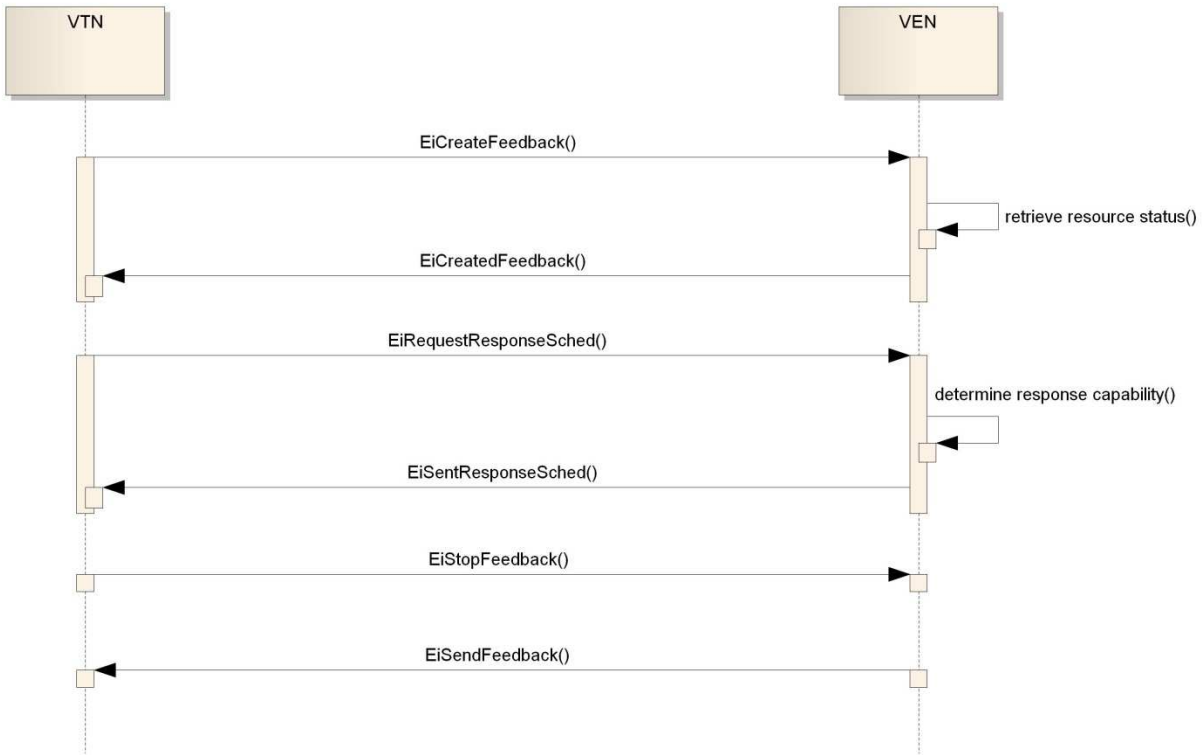 VTN
VEN
EiCreateFeedback()
retrieve resource status()
EiCreatedFeedback()
EiRequestResponseSched()
determine response capability()
EiSentResponseSched()
EiStopFeedback()
EiSendFeedback()